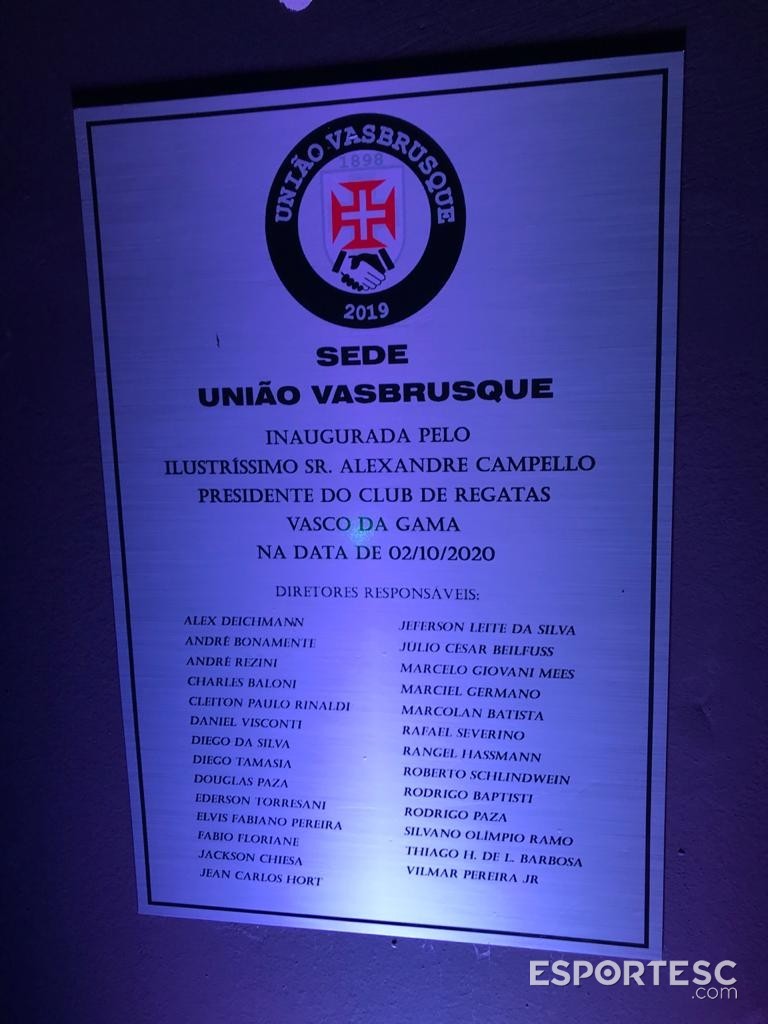 UNIÃO VASBRUSQUE
1898
2019
SEDE
UNIÃO VASBRUSQUE
INAUGURADA PELO
ILUSTRÍSSIMO SR. ALEXANDRE CAMPELLO
PRESIDENTE DO CLUB DE REGATAS
VASCO DA GAMA
NA DATA DE 02/10/2020
DIRETORES RESPONSÁVEIS:
ALEX DEICHMANN
ANDRÉ BONAMENTE
ANDRÉ REZINI
CHARLES BALONI
CLEITON PAULO RINALDI
DANIEL VISCONTI
DIEGO DA SILVA
DIEGO TAMASIA
DOUGLAS PAZA
EDERSON TORRESANI
ELVIS FABIANO PEREIRA
FABIO FLORIANE
JACKSON CHIESA
JEAN CARLOS HORT
JEFERSON LEITE DA SILVA
JULIO CÉSAR BEILFUSS
MARCELO GIOVANI MEES
MARCIEL GERMANO
MARCOLAN BATISTA
RAFAEL SEVERINO
RANGEL HASSMANN
ROBERTO SCHLINDWEIN
RODRIGO BAPTISTI
RODRIGO PAZA
SILVANO OLÍMPIO RAMO
THIAGO H. DE L. BARBOSA
VILMAR PEREIRA JR
ESPORTESC
.com